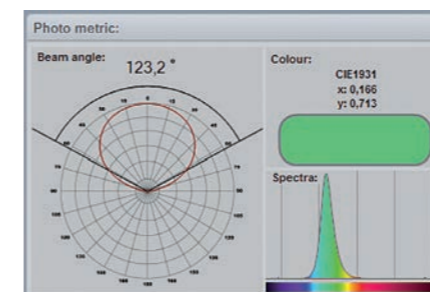 Photo metric:
Beam angle:
123,2 °
Colour:
CIE1931
x: 0,166
y: 0,713
Spectra: